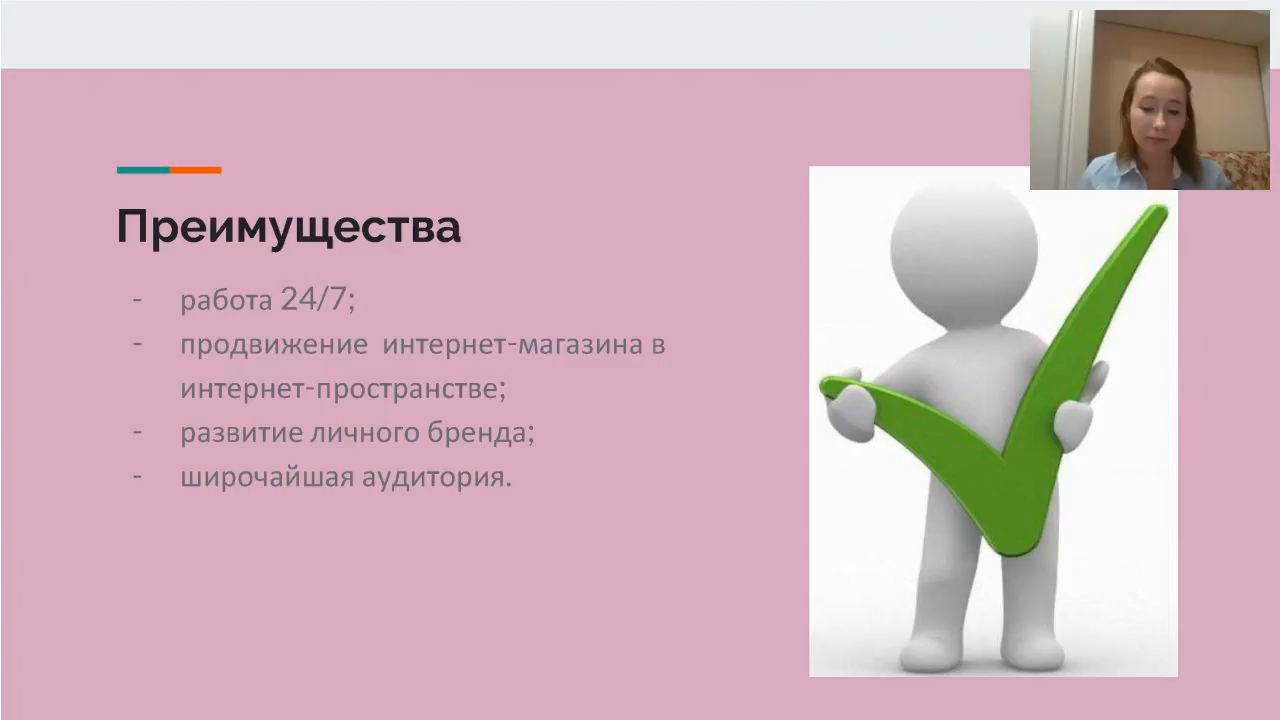 Преимущества
- работа 24/7;
- продвижение интернет-магазина в
интернет-пространстве;
- развитие личного бренда;
- широчайшая аудитория.